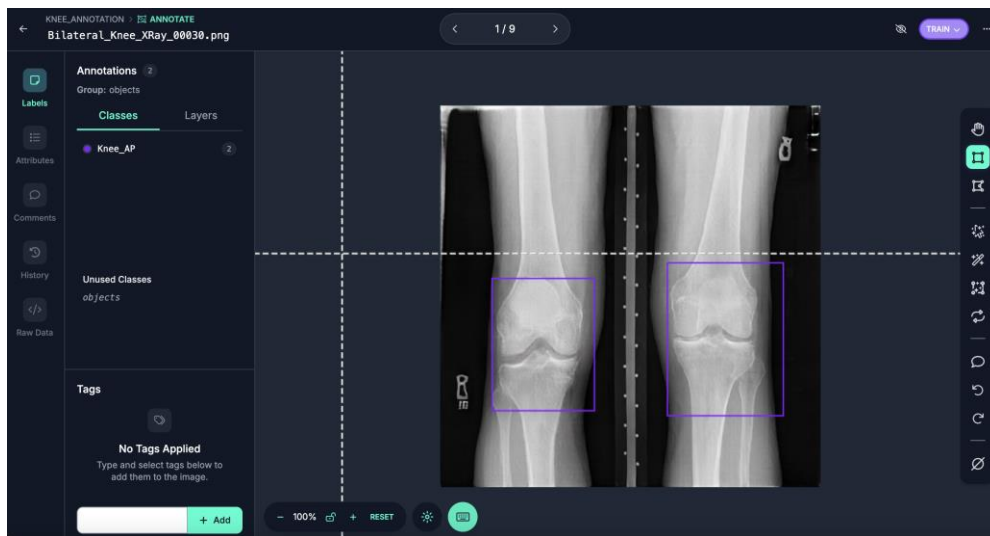 KNEE_ANNOTATION > ANNOTATE
Bilateral_Knee_XRay_00030.png
1/9
TRAIN
Labels
Attributes
Comments
History
Raw Data
Annotations 2
Group: objects
Classes Layers
Knee_AP 2
Unused Classes
objects
Tags
No Tags Applied
Type and select tags below to
add them to the image.
+ Add
- 100% + RESET
R